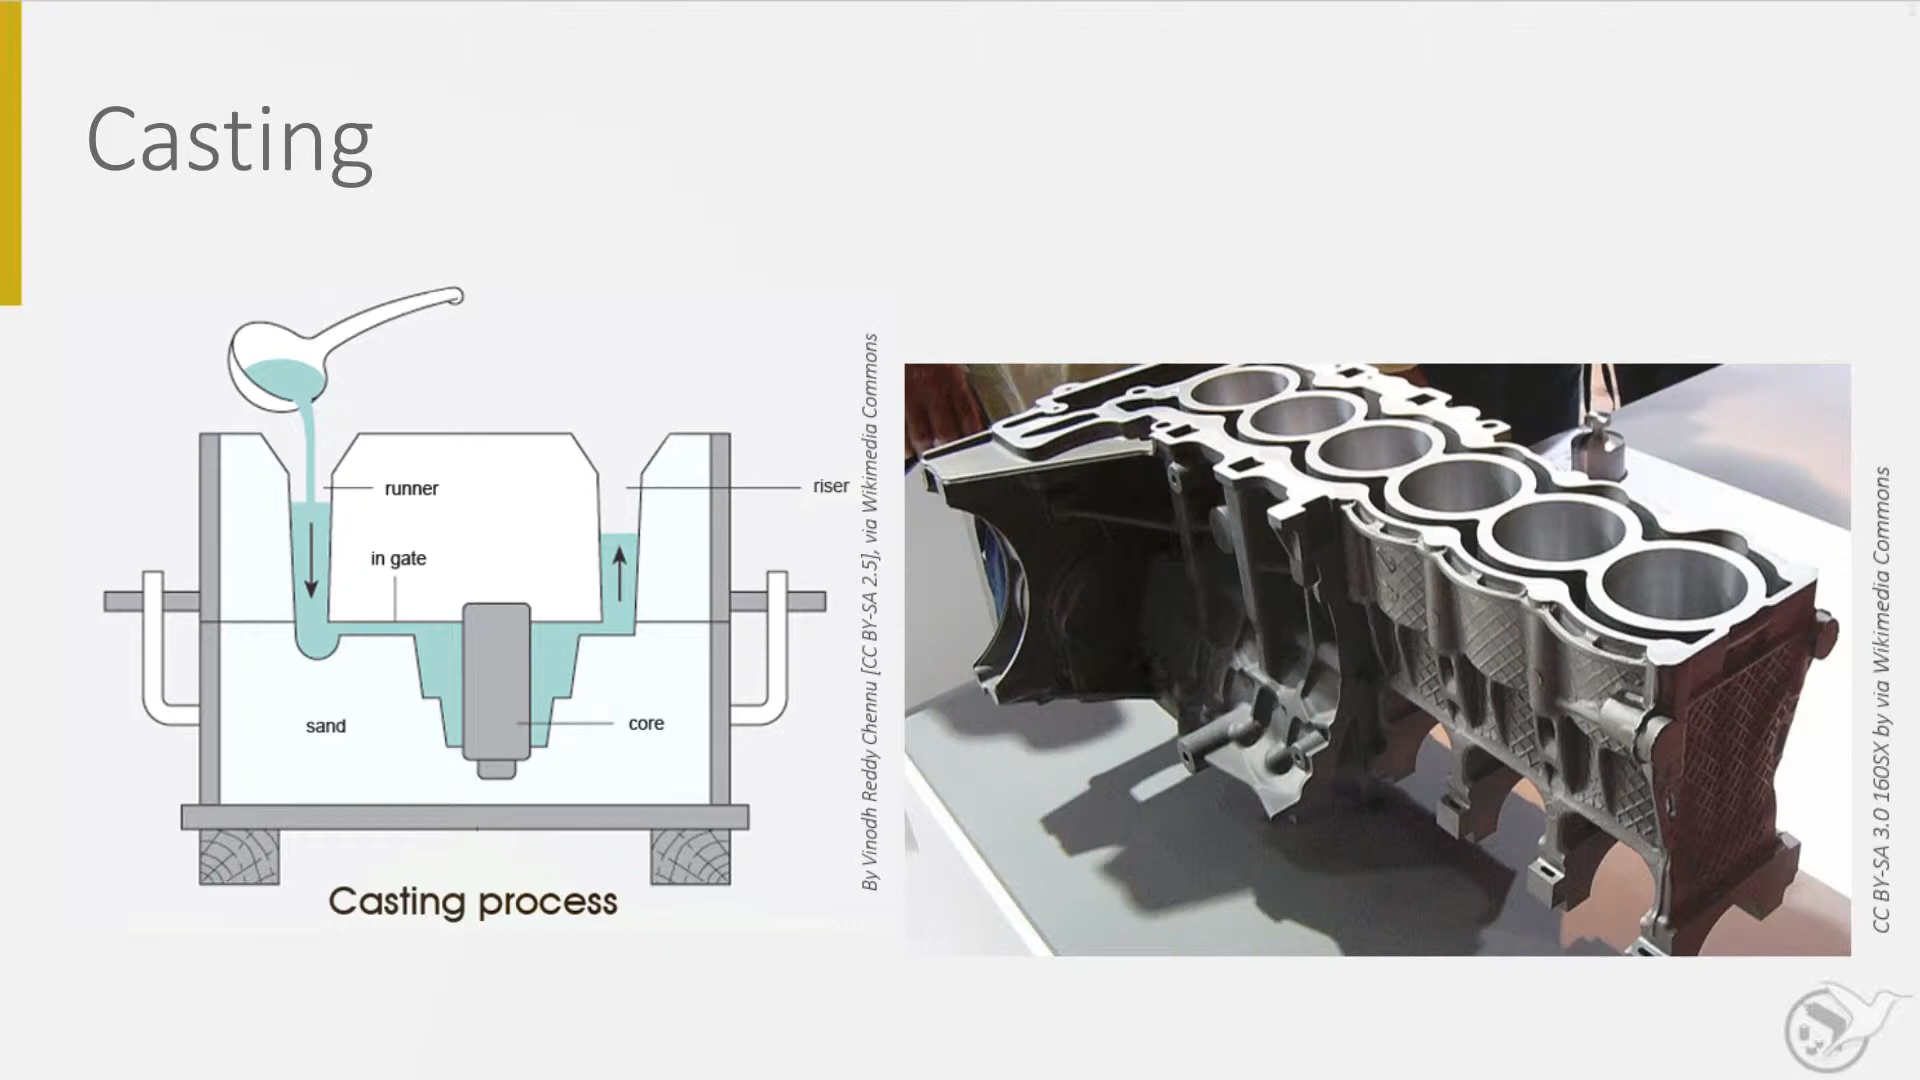 Casting
runner
riser
in gate
sand
core
Casting process
By Vinodh Reddy Chennu [CC BY-SA 2.5], via Wikimedia Commons
CC BY-SA 3.0 160SX by via Wikimedia Commons